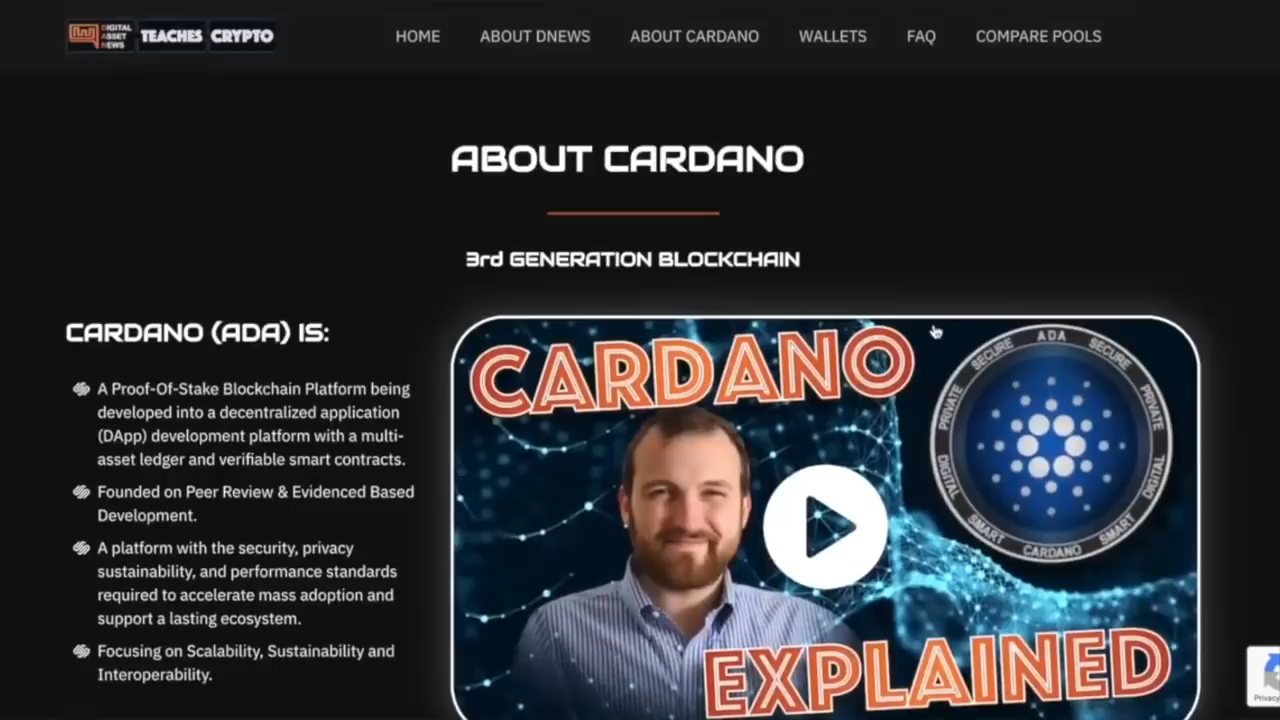 DIGITAL
ASSET
NEWS
TEACHES CRYPTO
HOME
ABOUT DNEWS
ABOUT CARDANO
WALLETS
FAQ
COMPARE POOLS
ABOUT CARDANO
3rd GENERATION BLOCKCHAIN
CARDANO (ADA) IS:
A Proof-Of-Stake Blockchain Platform being
developed into a decentralized application
(DApp) development platform with a multi-
asset ledger and verifiable smart contracts.
Founded on Peer Review & Evidenced Based
Development.
A platform with the security, privacy
sustainability, and performance standards
required to accelerate mass adoption and
support a lasting ecosystem.
Focusing on Scalability, Sustainability and
Interoperability.
CARDANO
ADA SECURE PRIVATE DIGITAL SMART CARDANO SMART DIGITAL PRIVATE SECURE
EXPLAINED
Privacy